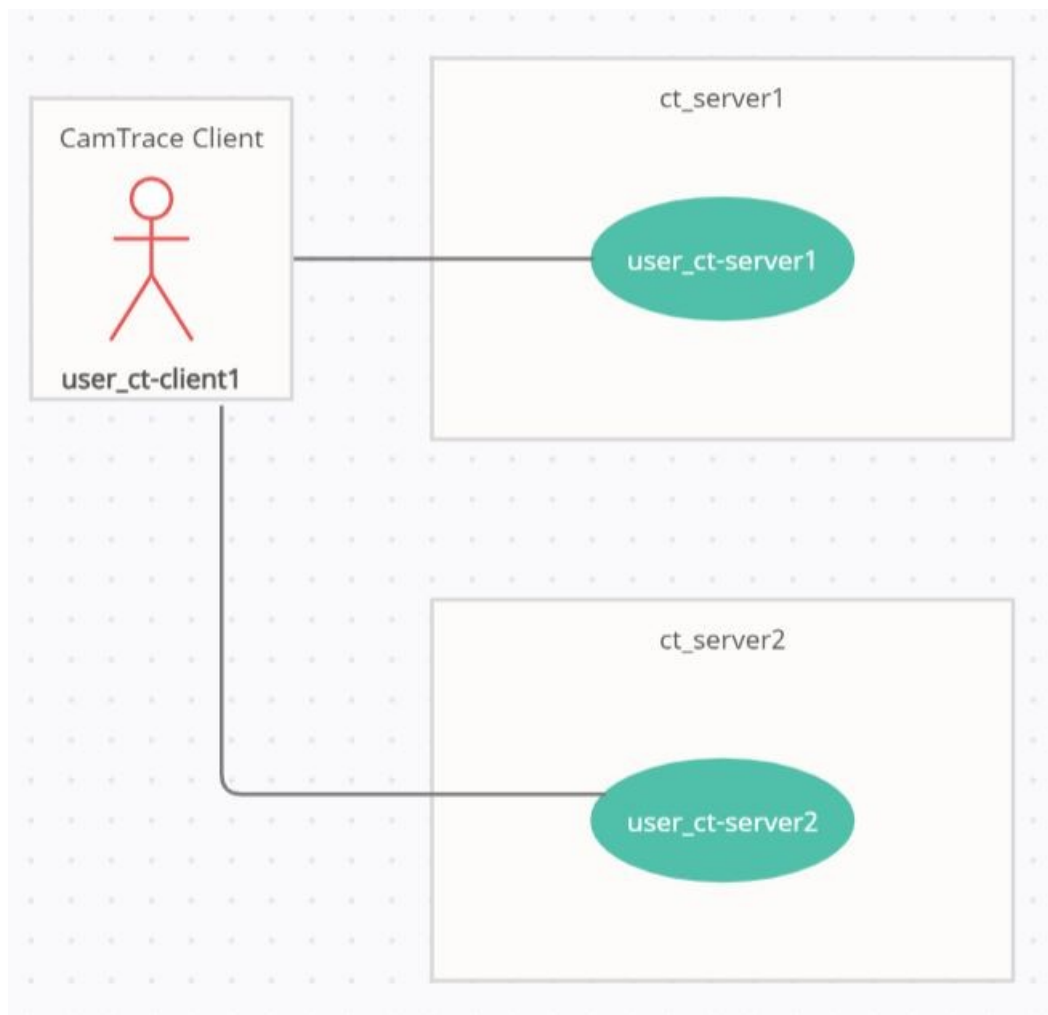 CamTrace Client
user_ct-client1
ct_server1
user_ct-server1
ct_server2
user_ct-server2